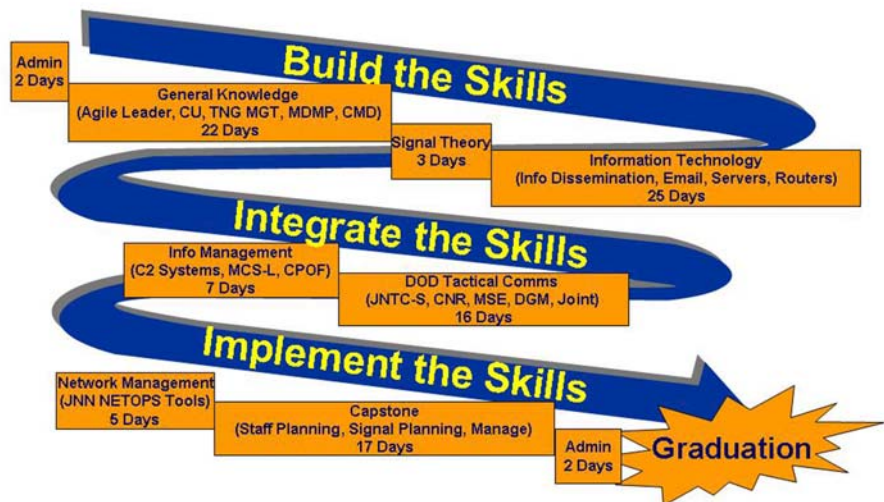 Build the Skills
Admin
2 Days
General Knowledge
(Agile Leader, CU, TNG MGT, MDMP, CMD)
22 Days
Signal Theory
3 Days
Information Technology
(Info Dissemination, Email, Servers, Routers)
25 Days
Integrate the Skills
Info Management
(C2 Systems, MCS-L, CPOF)
7 Days
DOD Tactical Comms
(JNTC-S, CNR, MSE, DGM, Joint)
16 Days
Implement the Skills
Network Management
(JNN NETOPS Tools)
5 Days
Capstone
(Staff Planning, Signal Planning, Manage)
17 Days
Admin
2 Days
Graduation